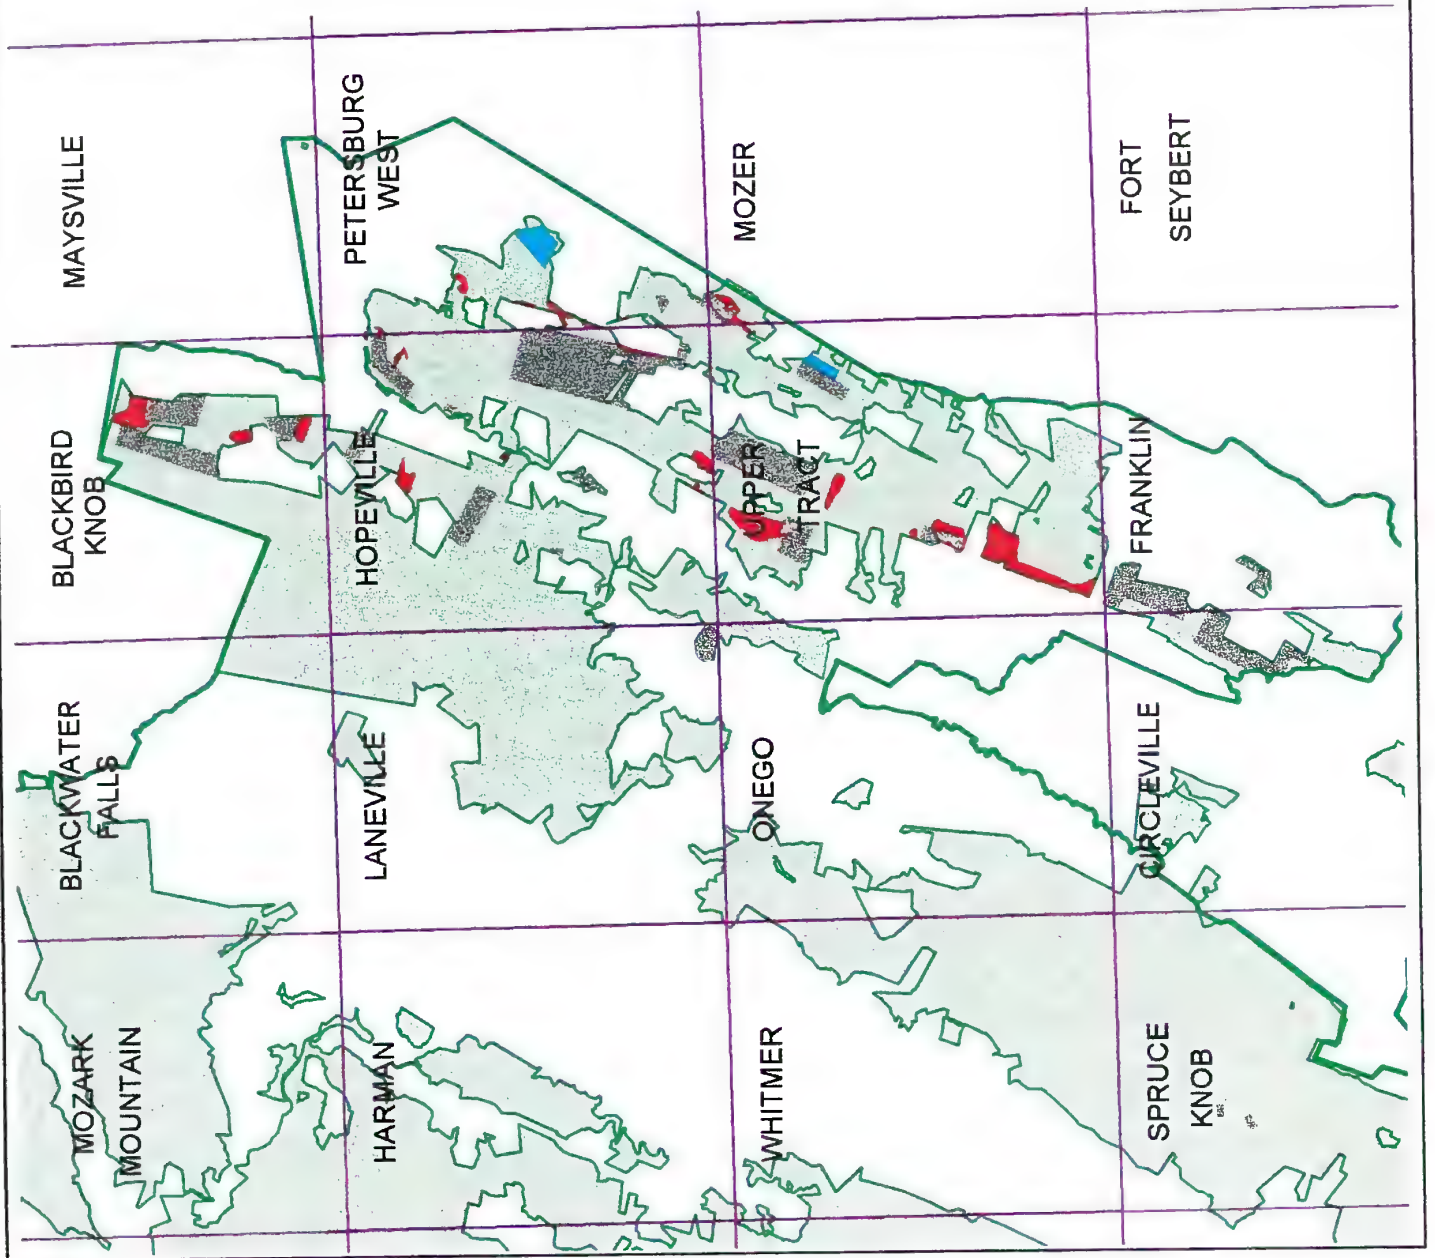 MOZARK
MOUNTAIN
BLACKWATER
FALLS
BLACKBIRD
KNOB
MAYSVILLE
HARMAN
LANEVILLE
HOPEVILLE
PETERSBURG
WEST
WHITMER
ONEGO
UPPER
TRACT
MOZER
SPRUCE
KNOB
CIRCLEVILLE
FRANKLIN
FORT
SEYBERT